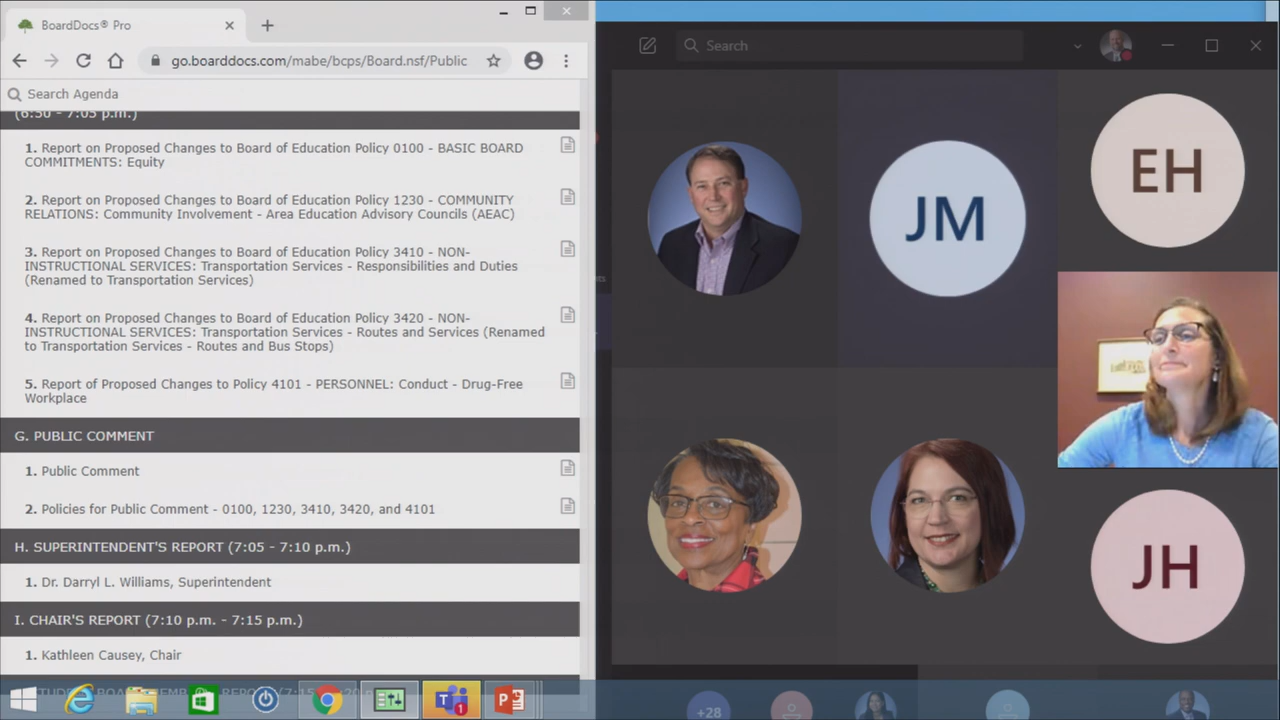 BoardDocs® Pro
go.boarddocs.com/mabe/bcps/Board.nsf/Public
Search Agenda
(6:50 - 7:05 p.m.)
1. Report on Proposed Changes to Board of Education Policy 0100 - BASIC BOARD
COMMITMENTS: Equity
2. Report on Proposed Changes to Board of Education Policy 1230 - COMMUNITY
RELATIONS: Community Involvement - Area Education Advisory Councils (AEAC)
3. Report on Proposed Changes to Board of Education Policy 3410 - NON-
INSTRUCTIONAL SERVICES: Transportation Services - Responsibilities and Duties
(Renamed to Transportation Services)
4. Report on Proposed Changes to Board of Education Policy 3420 - NON-
INSTRUCTIONAL SERVICES: Transportation Services - Routes and Services (Renamed
to Transportation Services - Routes and Bus Stops)
5. Report of Proposed Changes to Policy 4101 - PERSONNEL: Conduct - Drug-Free
Workplace
G. PUBLIC COMMENT
1. Public Comment
2. Policies for Public Comment - 0100, 1230, 3410, 3420, and 4101
H. SUPERINTENDENT'S REPORT (7:05 - 7:10 p.m.)
1. Dr. Darryl L. Williams, Superintendent
I. CHAIR'S REPORT (7:10 p.m. - 7:15 p.m.)
1. Kathleen Causey, Chair
Search
JM
EH
JH
+28
1